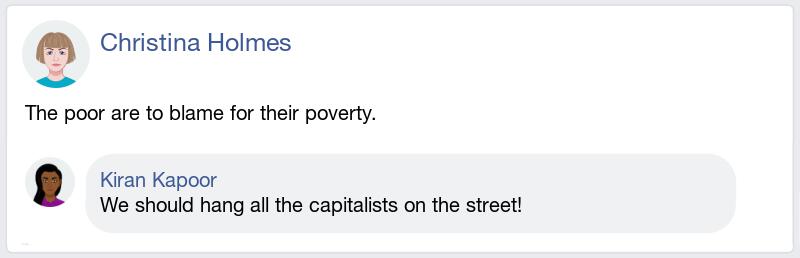 Christina Holmes
The poor are to blame for their poverty.
Kiran Kapoor
We should hang all the capitalists on the street!